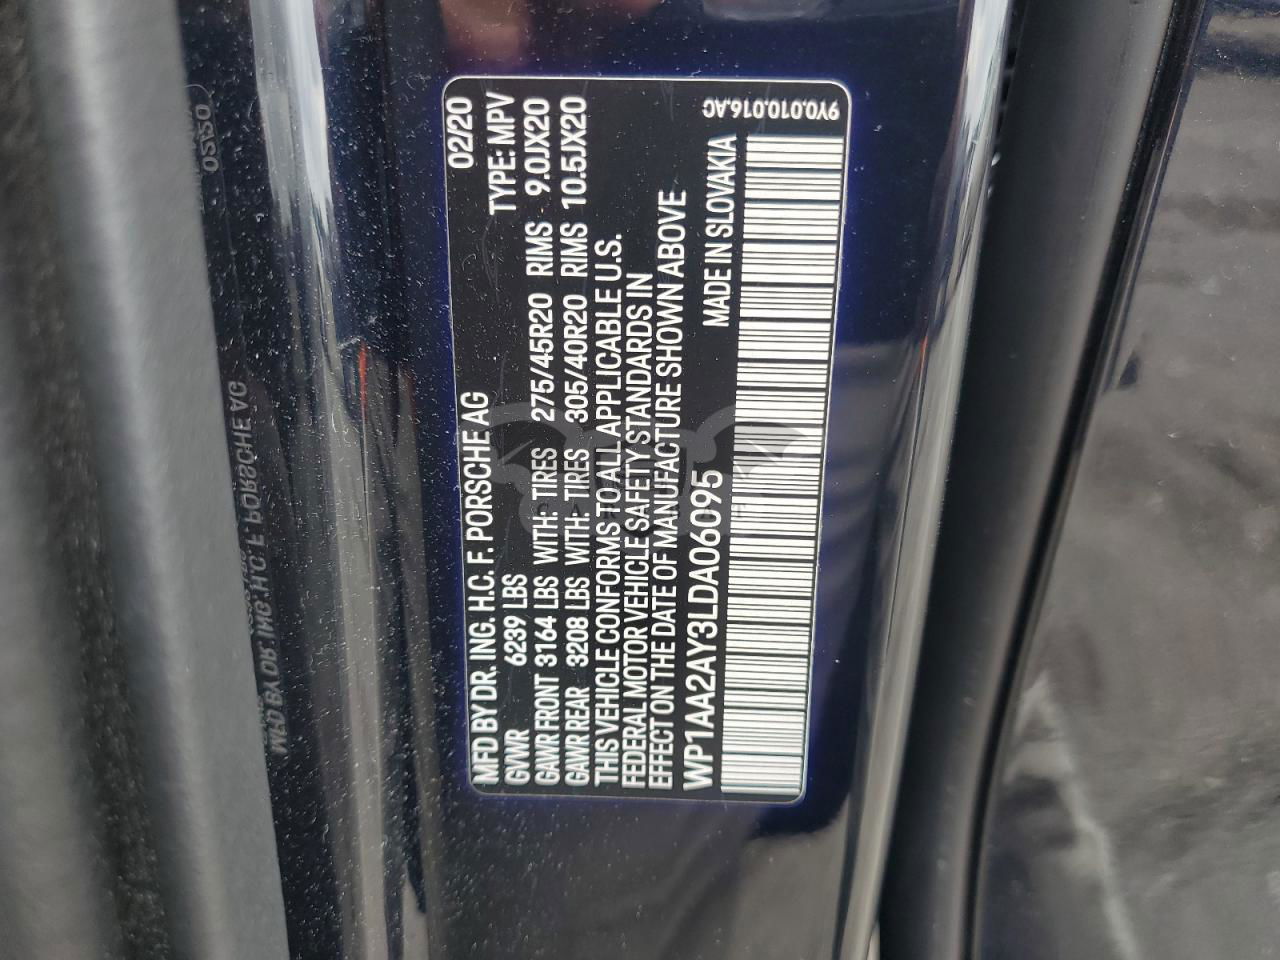 MFD BY DR. ING. H.C. F. PORSCHE AG 02/20
GVWR 6239 LBS TYPE: MPV
GAWR FRONT 3164 LBS WITH: TIRES 275/45R20 RIMS 9.0JX20
GAWR REAR 3208 LBS WITH: TIRES 305/40R20 RIMS 10.5JX20
THIS VEHICLE CONFORMS TO ALL APPLICABLE U.S.
FEDERAL MOTOR VEHICLE SAFETY STANDARDS IN
EFFECT ON THE DATE OF MANUFACTURE SHOWN ABOVE
WP1AA2AY3LDA06095 MADE IN SLOVAKIA
9Y0.010.016.AC